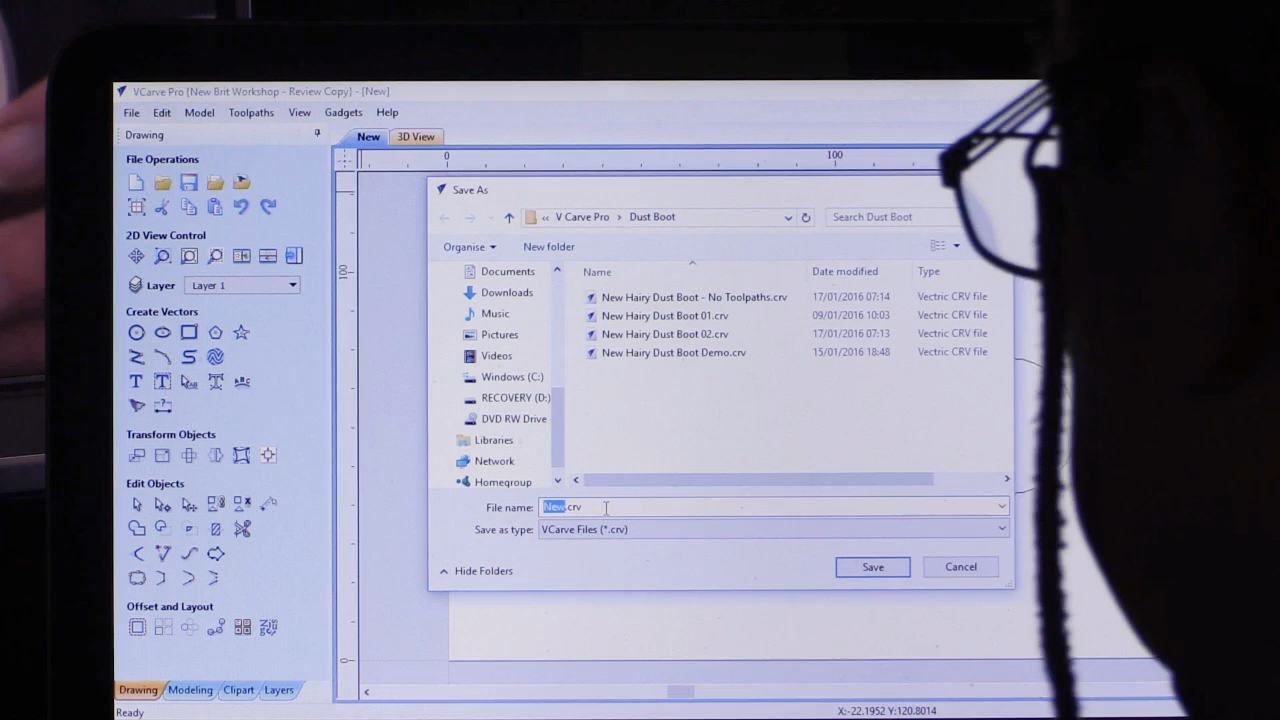 VCarve Pro {New Brit Workshop - Review Copy} - [New]
File Edit Model Toolpaths View Gadgets Help
Drawing
New 3D View
File Operations
0 100
Save As
2D View Control
« V Carve Pro › Dust Boot
Search Dust Boot
Organise New folder
Layer Layer 1
100
Documents
Downloads
Music
Pictures
Videos
Windows (C:)
RECOVERY (D:)
DVD RW Drive
Libraries
Network
Homegroup
Name Date modified Type
New Hairy Dust Boot - No Toolpaths.crv 17/01/2016 07:14 Vectric CRV file
New Hairy Dust Boot 01.crv 09/01/2016 10:03 Vectric CRV file
New Hairy Dust Boot 02.crv 17/01/2016 07:13 Vectric CRV file
New Hairy Dust Boot Demo.crv 15/01/2016 18:48 Vectric CRV file
Create Vectors
Transform Objects
Edit Objects
File name: New.crv
Save as type: VCarve Files (*.crv)
Hide Folders
Save Cancel
Offset and Layout
0
Drawing Modeling Clipart Layers
Ready
X:-22.1952 Y:120.8014